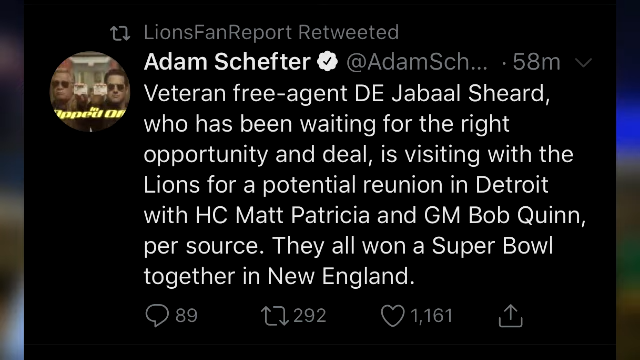 LionsFanReport Retweeted
Adam Schefter @AdamSch... · 58m
Veteran free-agent DE Jabaal Sheard,
who has been waiting for the right
opportunity and deal, is visiting with the
Lions for a potential reunion in Detroit
with HC Matt Patricia and GM Bob Quinn,
per source. They all won a Super Bowl
together in New England.
89 292 1,161